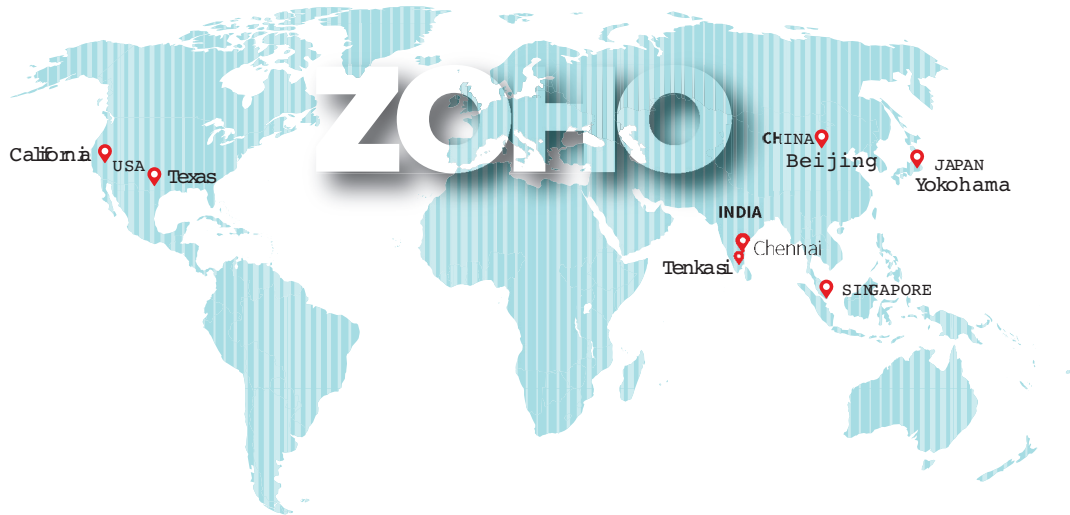 ZOHO
California
USA
Texas
CHINA
Beijing
JAPAN
Yokohama
INDIA
Chennai
Tenkasi
SINGAPORE